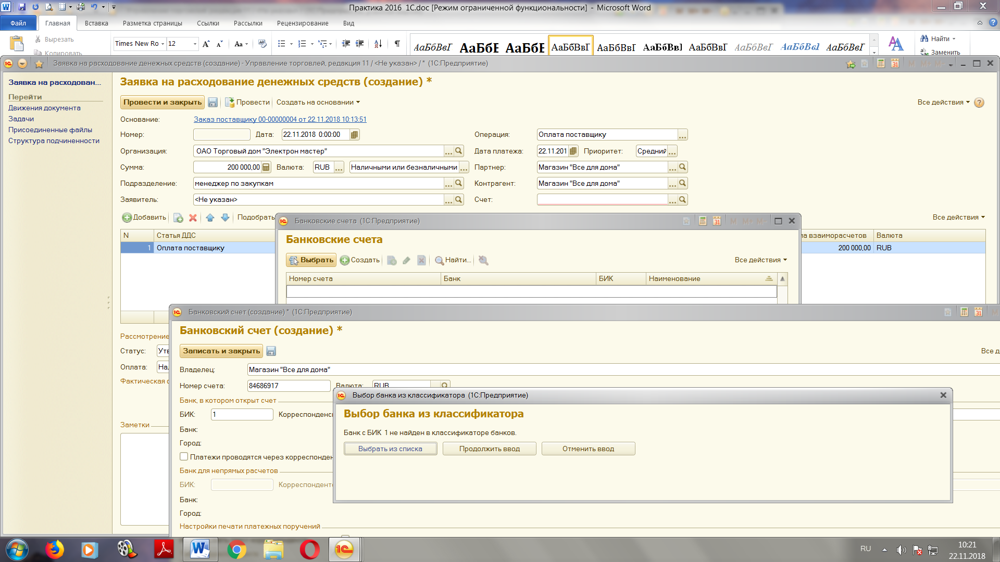 Практика 2016 1С.doc [Режим ограниченной функциональности] - Microsoft Word
Файл Главная Вставка Разметка страницы Ссылки Рассылки Рецензирование Вид
Вырезать
Копировать
Times New Ro 12 Aa
АаБбВвГ АаБбЕ АаБбЕ АаБбВвГ АаБбВвГ АаБбВвІ АаБбВвГ АаБбВвГ АаБбВвІ АаБбВвГ
Найти
Заменить
Заявка на расходование денежных средств (создание) - Управление торговлей, редакция 11 / <Не указан> / * (1С:Предприятие)
Заявка на расходован...
Перейти
Движения документа
Задачи
Присоединенные файлы
Структура подчиненности
Заявка на расходование денежных средств (создание) *
Провести и закрыть Провести Создать на основании Все действия
Основание: Заказ поставщику 00-00000004 от 22.11.2018 10:13:51
Номер: Дата: 22.11.2018 0:00:00 Операция: Оплата поставщику
Организация: ОАО Торговый дом "Электрон мастер" Дата платежа: 22.11.201 Приоритет: Средний
Сумма: 200 000,00 Валюта: RUB Наличными или безналичными Партнер: Магазин "Все для дома"
Подразделение: менеджер по закупкам Контрагент: Магазин "Все для дома"
Заявитель: <Не указан> Счет:
Добавить Подобрать Все действия
N Статья ДДС а взаиморасчетов Валюта
1 Оплата поставщику 200 000,00 RUB
Банковские счета (1С:Предприятие)
Банковские счета
Выбрать Создать Найти... Все действия
Номер счета Банк БИК Наименование
Рассмотрение
Статус: Утв
Оплата: На
Фактическая о
Заметки
Банковский счет (создание) * (1С:Предприятие)
Банковский счет (создание) *
Записать и закрыть Все д
Владелец: Магазин "Все для дома"
Номер счета: 84686917 Валюта: RUB
Банк, в котором открыт счет
БИК: 1 Корреспонденс
Банк:
Город:
Платежи проводятся через корреспонден
Банк для непрямых расчетов
БИК: Корреспонденто
Банк:
Город:
Настройки печати платежных поручений
Выбор банка из классификатора (1С:Предприятие)
Выбор банка из классификатора
Банк с БИК 1 не найден в классификаторе банков.
Выбрать из списка Продолжить ввод Отменить ввод
RU 10:21
22.11.2018